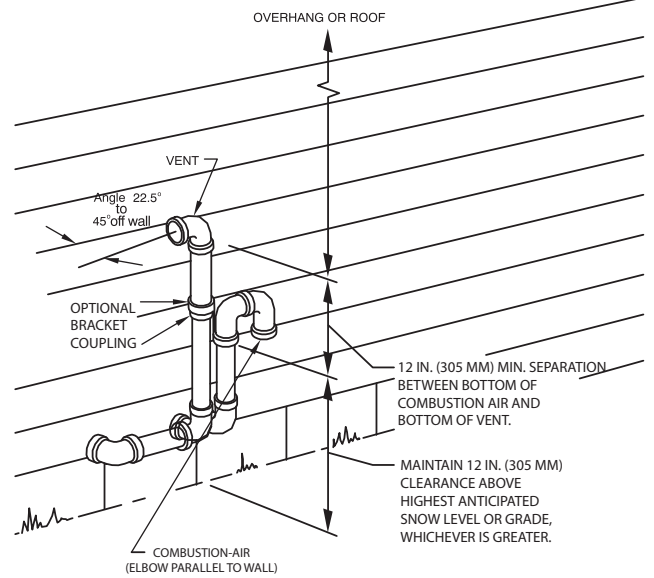 OVERHANG OR ROOF
VENT
Angle 22.5°
to
45°off wall
OPTIONAL
BRACKET
COUPLING
12 IN. (305 MM) MIN. SEPARATION
BETWEEN BOTTOM OF
COMBUSTION AIR AND
BOTTOM OF VENT.
MAINTAIN 12 IN. (305 MM)
CLEARANCE ABOVE
HIGHEST ANTICIPATED
SNOW LEVEL OR GRADE,
WHICHEVER IS GREATER.
COMBUSTION-AIR
(ELBOW PARALLEL TO WALL)